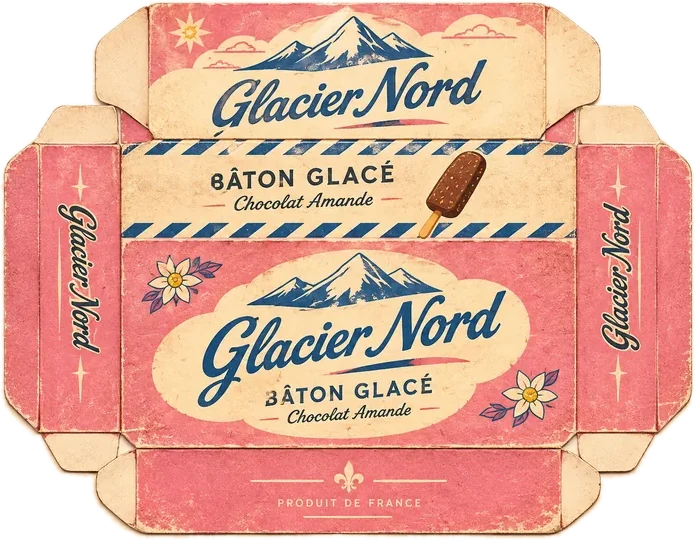 Glacier Nord
BÂTON GLACÉ
Chocolat Amande
Glacier Nord
Glacier Nord
Glacier Nord
BÂTON GLACÉ
Chocolat Amande
PRODUIT DE FRANCE